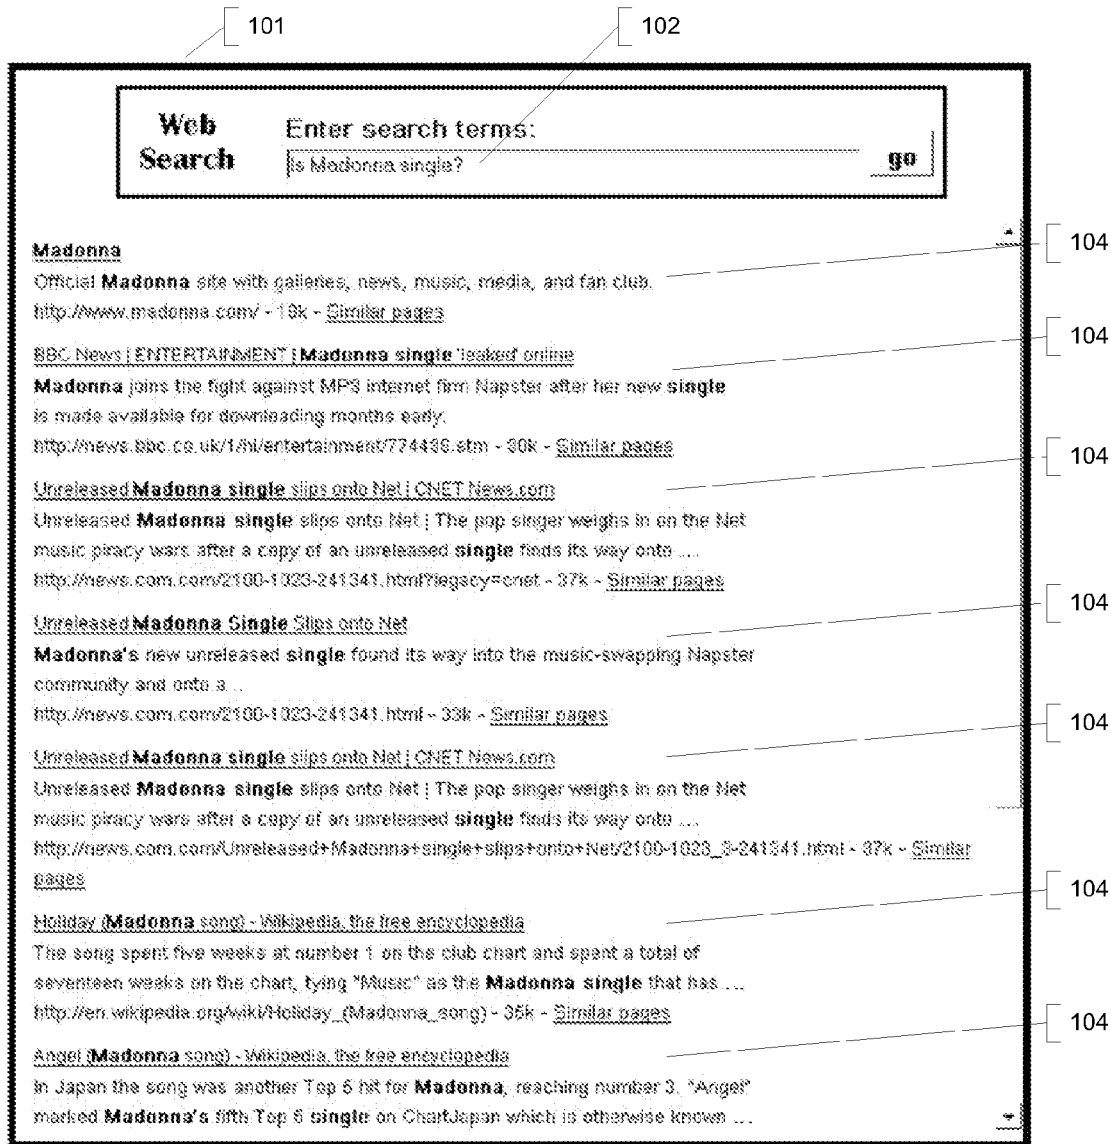 101
102
Web
Search
Enter search terms:
Is Madonna single?
go
104
Madonna
Official Madonna site with galleries, news, music, media, and fan club.
http://www.madonna.com/ - 19k - Similar pages
104
BBC News | ENTERTAINMENT | Madonna single 'leaked' online
Madonna joins the fight against MP3 internet firm Napster after her new single
is made available for downloading months early.
http://news.bbc.co.uk/1/hi/entertainment/774436.stm - 30k - Similar pages
104
Unreleased Madonna single slips onto Net | CNET News.com
Unreleased Madonna single slips onto Net | The pop singer weighs in on the Net
music piracy wars after a copy of an unreleased single finds its way onto ....
http://news.com.com/2100-1023-241341.html?legacy=cnet - 37k - Similar pages
104
Unreleased Madonna Single Slips onto Net
Madonna's new unreleased single found its way into the music-swapping Napster
community and onto a ...
http://news.com.com/2100-1023-241341.html - 33k - Similar pages
104
Unreleased Madonna single slips onto Net | CNET News.com
Unreleased Madonna single slips onto Net | The pop singer weighs in on the Net
music piracy wars after a copy of an unreleased single finds its way onto ....
http://news.com.com/Unreleased+Madonna+single+slips+onto+Net/2100-1023_3-241341.html - 37k - Similar
pages
104
Holiday (Madonna song) - Wikipedia, the free encyclopedia
The song spent five weeks at number 1 on the club chart and spent a total of
seventeen weeks on the chart, tying "Music" as the Madonna single that has ...
http://en.wikipedia.org/wiki/Holiday_(Madonna_song) - 35k - Similar pages
104
Angel (Madonna song) - Wikipedia, the free encyclopedia
In Japan the song was another Top 5 hit for Madonna, reaching number 3. "Angel"
marked Madonna's fifth Top 6 single on ChartJapan which is otherwise known ...